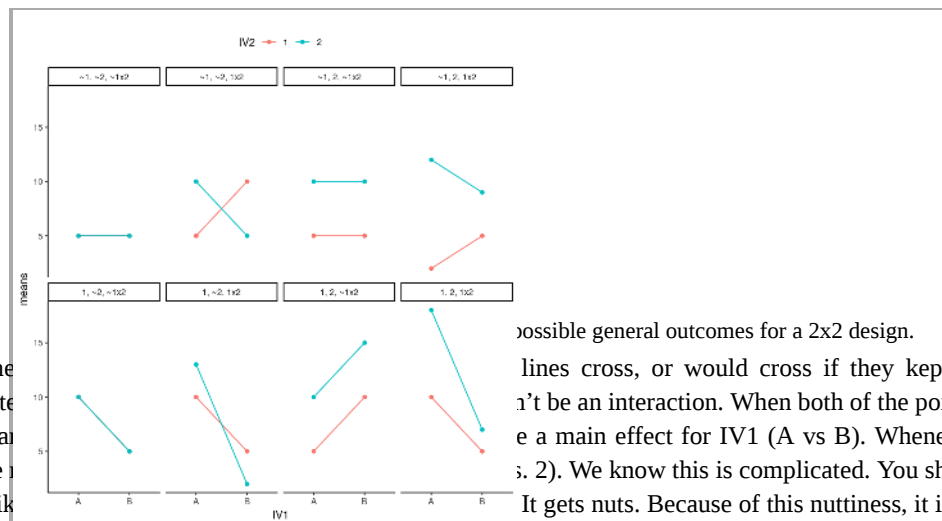 IV2 1 2
~1, ~2, ~1x2 ~1, ~2, 1x2 ~1, 2, ~1x2 ~1, 2, 1x2
15
10
5
means
1, ~2, ~1x2 1, ~2, 1x2 1, 2, ~1x2 1, 2, 1x2
possible general outcomes for a 2x2 design.
15
lines cross, or would cross if they kep
10
n't be an interaction. When both of the po
e a main effect for IV1 (A vs B). Whene
5
s. 2). We know this is complicated. You sh
It gets nuts. Because of this nuttiness, it i
A B A B A B A B
IV1